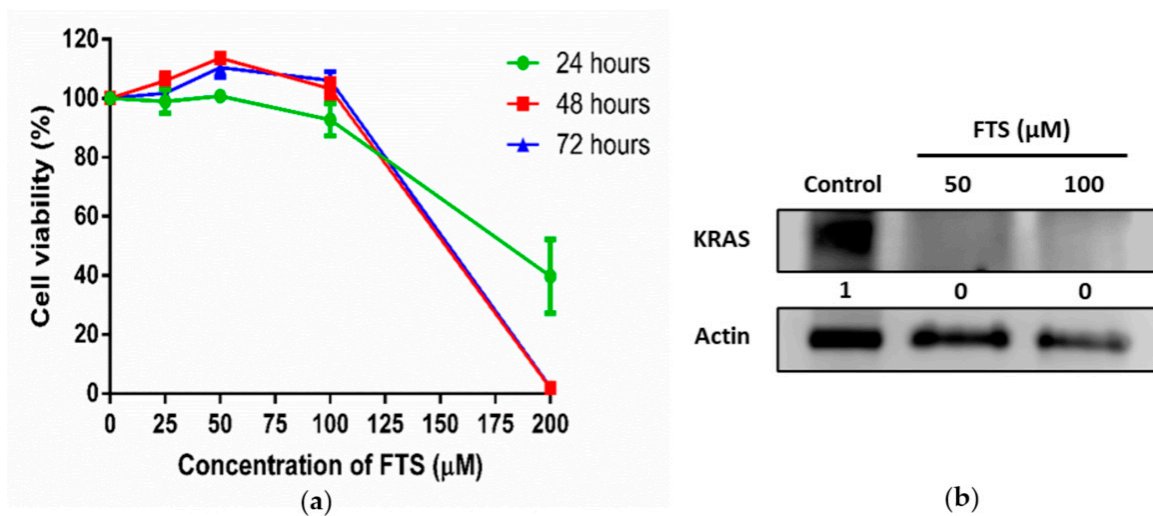 120
100
80
60
40
20
0
Cell viability (%)
0 25 50 75 100 125 150 175 200
Concentration of FTS (μM)
24 hours
48 hours
72 hours
(a)
FTS (μM)
Control 50 100
KRAS
1 0 0
Actin
(b)